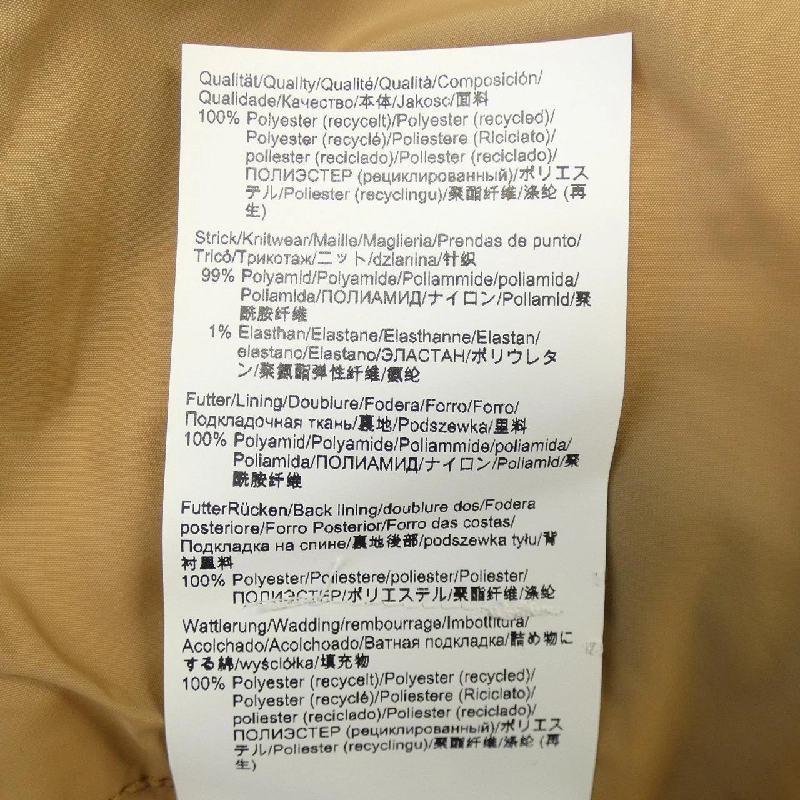 Qualität/Quality/Qualité/Qualità/Composición/
Qualidade/Качество/本体/Jakosc/面料
100% Polyester (recycelt)/Polyester (recycled)/
Polyester (recyclé)/Poliestere (Riciclato)/
poliester (reciclado)/Poliester (reciclado)/
ПОЛИЭСТЕР (рециклированный)/ポリエス
テル/Poliester (recyclingu)/聚酯纤维/涤纶 (再
生)
Strick/Knitwear/Maille/Maglieria/Prendas de punto/
Tricô/Трикотаж/ニット/dzianina/针织
99% Polyamid/Polyamide/Poliammide/poliamida/
Poliamida/ПОЛИАМИД/ナイロン/Poliamid/聚
酰胺纤维
1% Elasthan/Elastane/Elasthanne/Elastan/
elastano/Elastano/ЭЛАСТАН/ポリウレタ
ン/聚氨酯弹性纤维/氨纶
Futter/Lining/Doublure/Fodera/Forro/Forro/
Подкладочная ткань/裏地/Podszewka/里料
100% Polyamid/Polyamide/Poliammide/poliamida/
Poliamida/ПОЛИАМИД/ナイロン/Poliamid/聚
酰胺纤维
FutterRücken/Back lining/doublure dos/Fodera
posteriore/Forro Posterior/Forro das costas/
Подкладка на спине/裏地後部/podszewka tyłu/背
衬里料
100% Polyester/Poliestere/poliester/Poliester/
ПОЛИЭСТЕР/ポリエステル/聚酯纤维/涤纶
Wattierung/Wadding/rembourrage/Imbottitura/
Acolchado/Acolchoado/Ватная подкладка/詰め物に
する綿/wyściółka/填充物
100% Polyester (recycelt)/Polyester (recycled)/
Polyester (recyclé)/Poliestere (Riciclato)/
poliester (reciclado)/Poliester (reciclado)/
ПОЛИЭСТЕР (рециклированный)/ポリエス
テル/Poliester (recyclingu)/聚酯纤维/涤纶 (再
生)